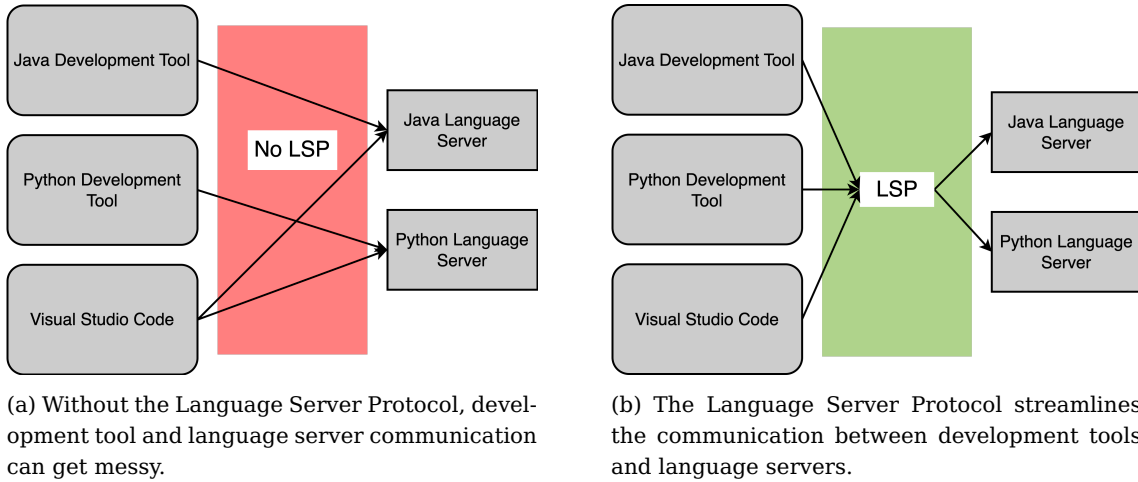 Java Development Tool
No LSP
Java Language
Server
Python Development
Tool
Python Language
Server
Visual Studio Code
(a) Without the Language Server Protocol, devel-
opment tool and language server communication
can get messy.
Java Development Tool
Java Language
Server
Python Development
Tool
LSP
Python Language
Server
Visual Studio Code
(b) The Language Server Protocol streamlines
the communication between development tools
and language servers.